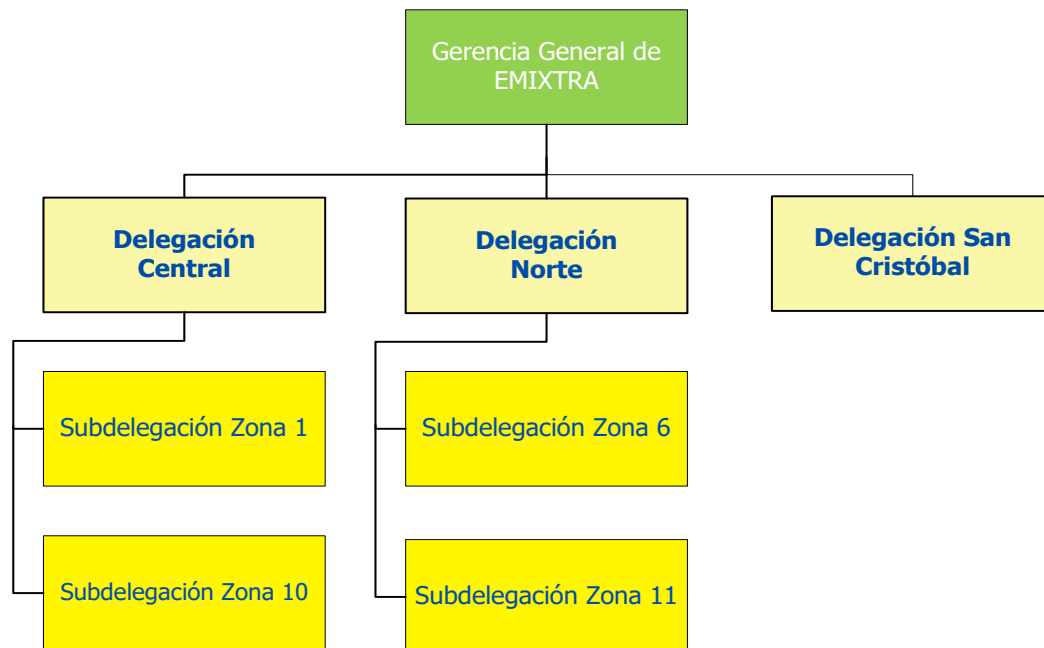 Gerencia General de
EMIXTRA
Delegación
Central
Delegación
Norte
Delegación San
Cristóbal
Subdelegación Zona 1
Subdelegación Zona 6
Subdelegación Zona 10
Subdelegación Zona 11